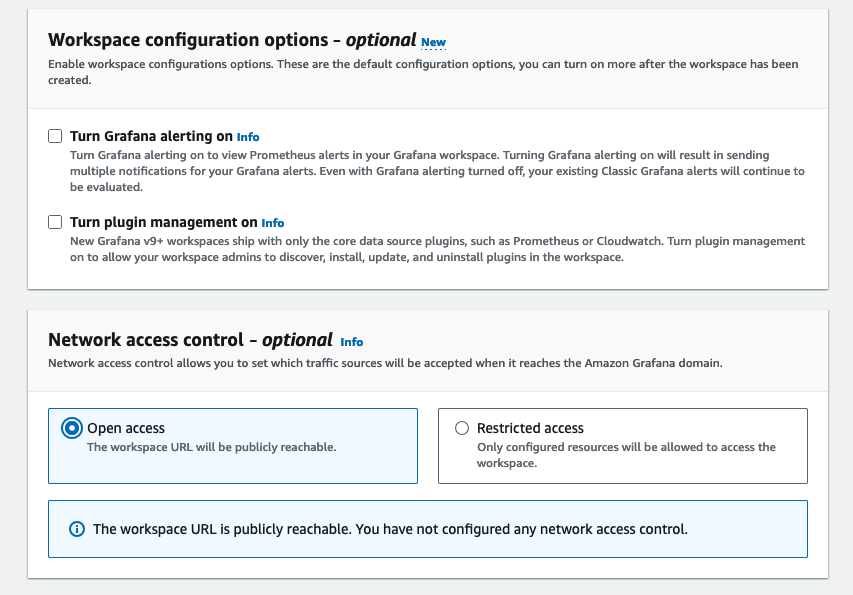 Workspace configuration options - optional New
Enable workspace configurations options. These are the default configuration options, you can turn on more after the workspace has been
created.
Turn Grafana alerting on Info
Turn Grafana alerting on to view Prometheus alerts in your Grafana workspace. Turning Grafana alerting on will result in sending
multiple notifications for your Grafana alerts. Even with Grafana alerting turned off, your existing Classic Grafana alerts will continue to
be evaluated.
Turn plugin management on Info
New Grafana v9+ workspaces ship with only the core data source plugins, such as Prometheus or Cloudwatch. Turn plugin management
on to allow your workspace admins to discover, install, update, and uninstall plugins in the workspace.
Network access control - optional Info
Network access control allows you to set which traffic sources will be accepted when it reaches the Amazon Grafana domain.
Open access
The workspace URL will be publicly reachable.
Restricted access
Only configured resources will be allowed to access the
workspace.
The workspace URL is publicly reachable. You have not configured any network access control.